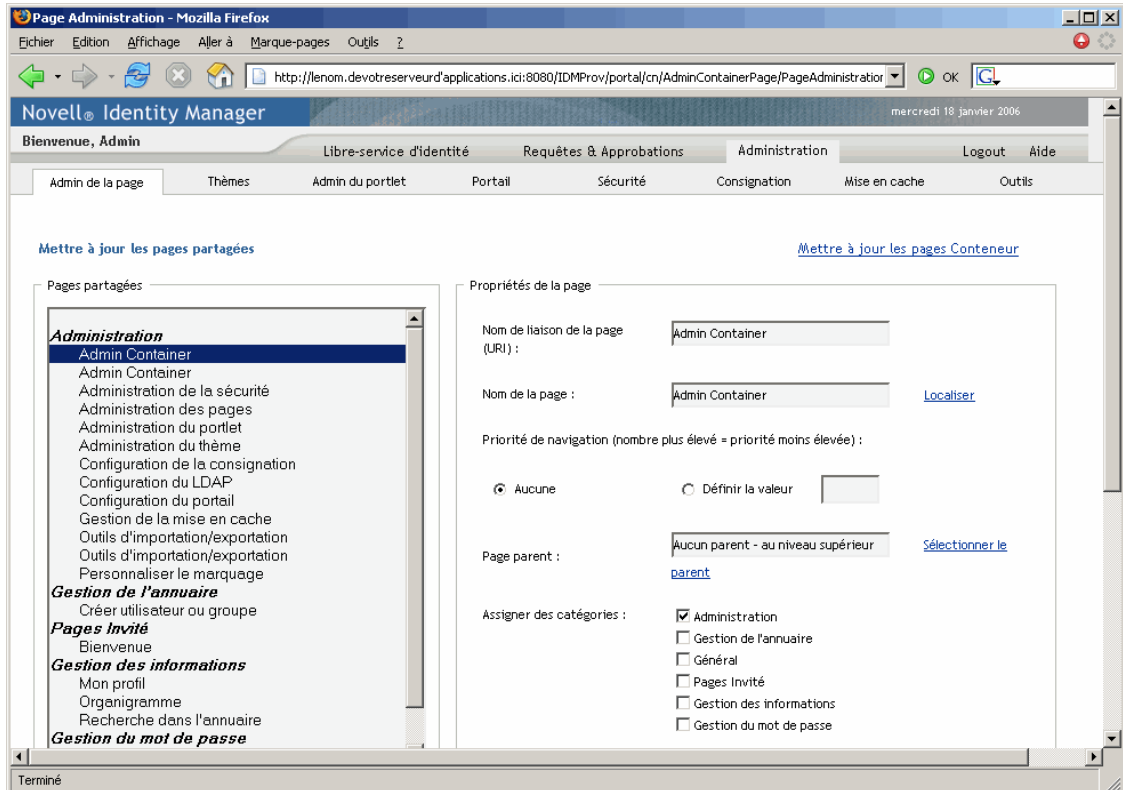 Page Administration - Mozilla Firefox
Fichier Edition Affichage Aller à Marque-pages Outils ?
http://lenom.devotreserveurd'applications.ici:8080/IDMProv/portal/cn/AdminContainerPage/PageAdministration OK G
Novell® Identity Manager mercredi 18 janvier 2006
Bienvenue, Admin
Libre-service d'identité Requêtes & Approbations Administration Logout Aide
Admin de la page Thèmes Admin du portlet Portail Sécurité Consignation Mise en cache Outils
Mettre à jour les pages partagées
Mettre à jour les pages Conteneur
Pages partagées
Administration
Admin Container
Admin Container
Administration de la sécurité
Administration des pages
Administration du portlet
Administration du thème
Configuration de la consignation
Configuration du LDAP
Configuration du portail
Gestion de la mise en cache
Outils d'importation/exportation
Outils d'importation/exportation
Personnaliser le marquage
Gestion de l'annuaire
Créer utilisateur ou groupe
Pages Invité
Bienvenue
Gestion des informations
Mon profil
Organigramme
Recherche dans l'annuaire
Gestion du mot de passe
Propriétés de la page
Nom de liaison de la page
(URI) :
Admin Container
Nom de la page : Admin Container Localiser
Priorité de navigation (nombre plus élevé = priorité moins élevée) :
Aucune Définir la valeur
Page parent : Aucun parent - au niveau supérieur Sélectionner le
parent
Assigner des catégories : Administration
Gestion de l'annuaire
Général
Pages Invité
Gestion des informations
Gestion du mot de passe
Terminé